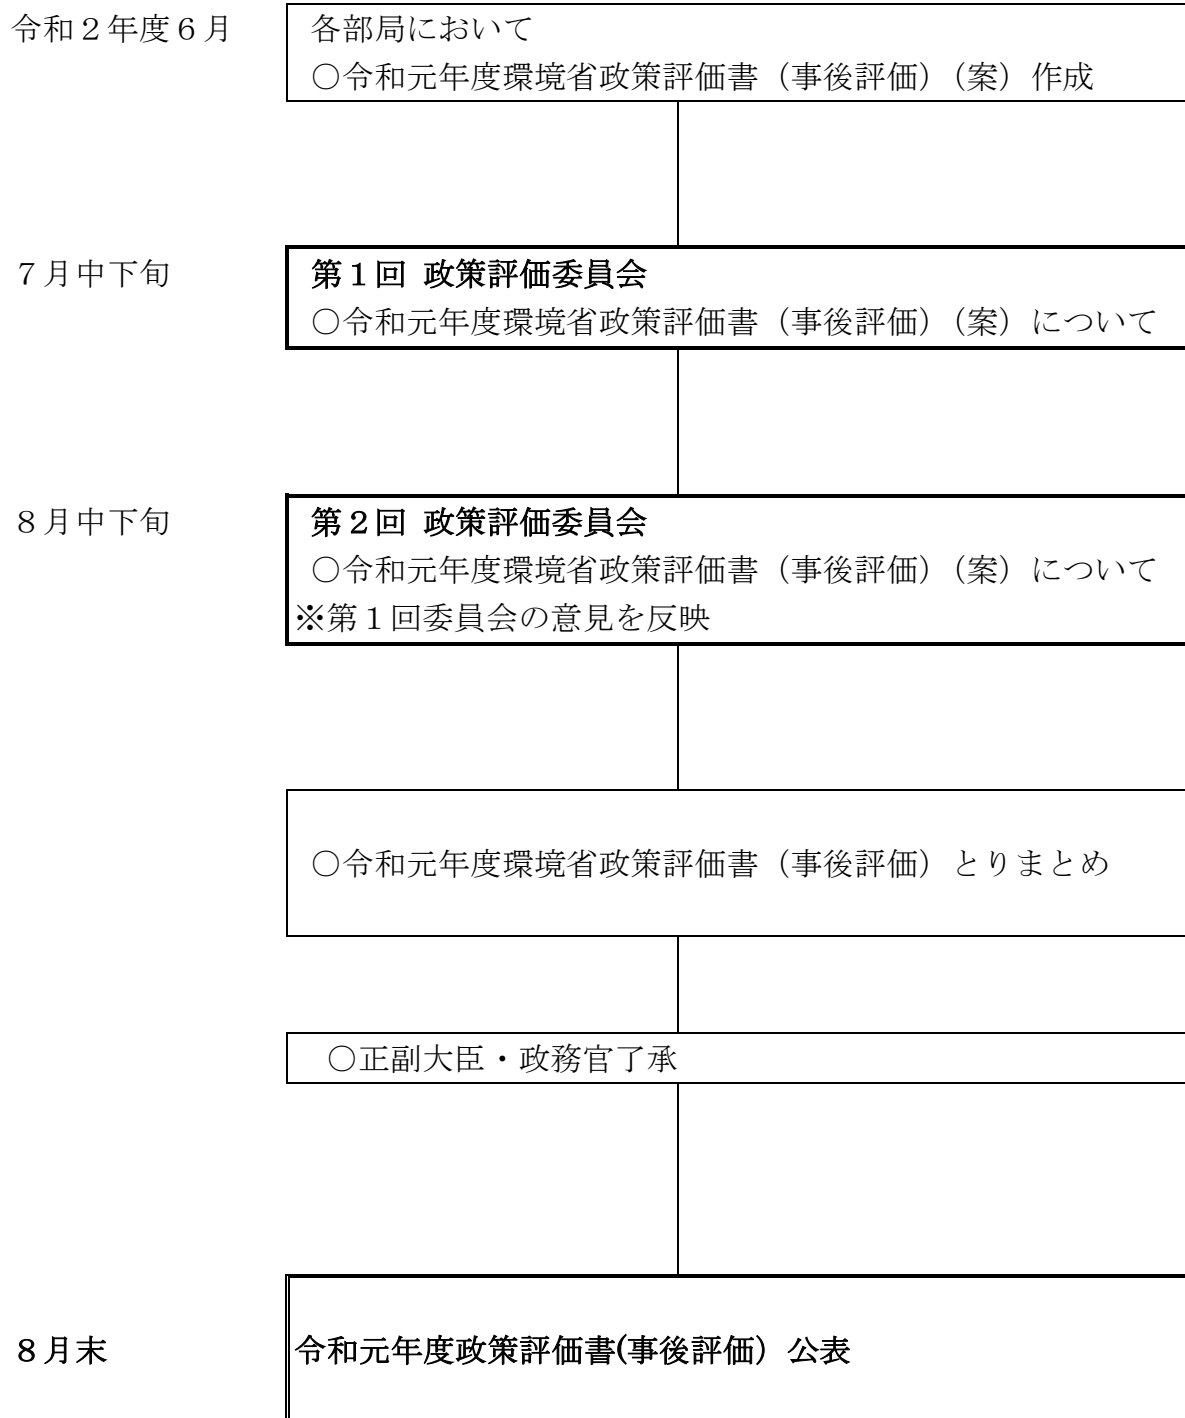 令和２年度６月
各部局において
○令和元年度環境省政策評価書（事後評価）（案）作成
７月中下旬
第１回 政策評価委員会
○令和元年度環境省政策評価書（事後評価）（案）について
８月中下旬
第２回 政策評価委員会
○令和元年度環境省政策評価書（事後評価）（案）について
※第１回委員会の意見を反映
○令和元年度環境省政策評価書（事後評価）とりまとめ
○正副大臣・政務官了承
８月末
令和元年度政策評価書(事後評価）公表